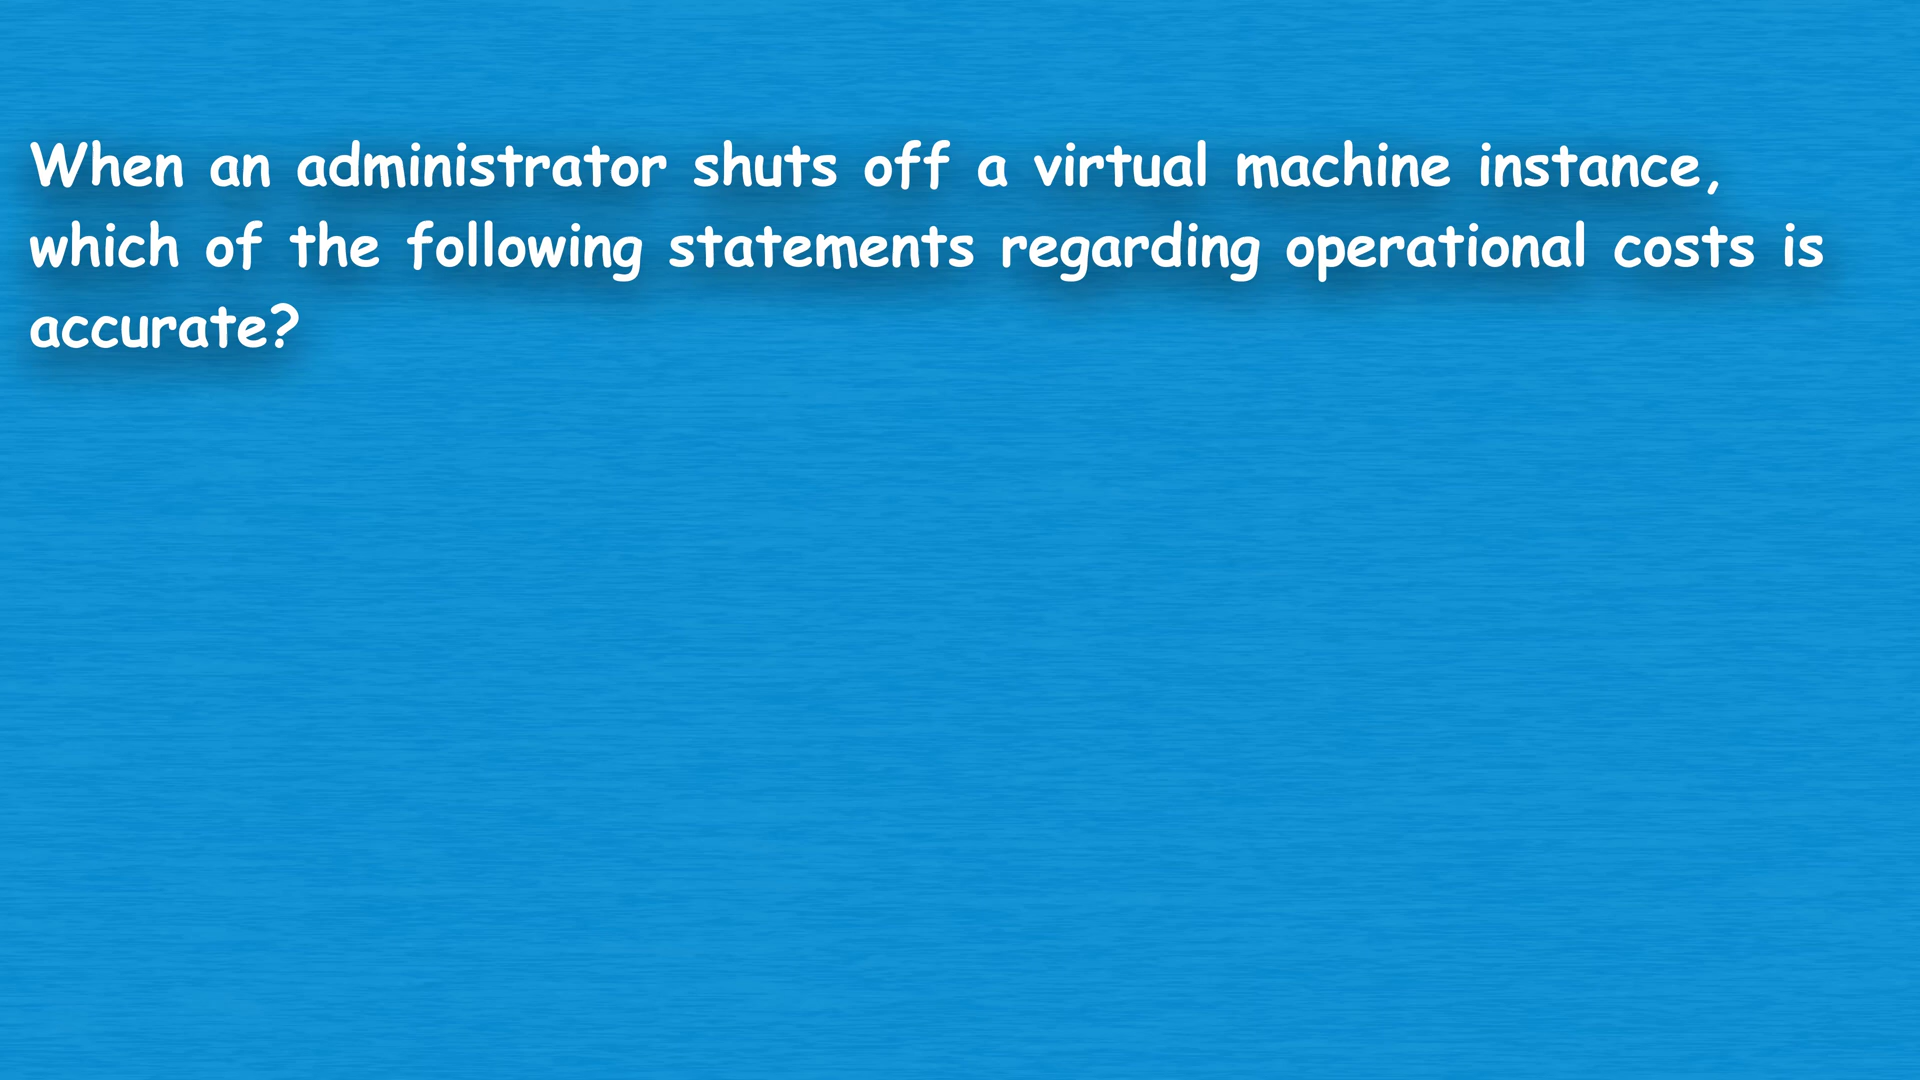 When an administrator shuts off a virtual machine instance,
which of the following statements regarding operational costs is
accurate?